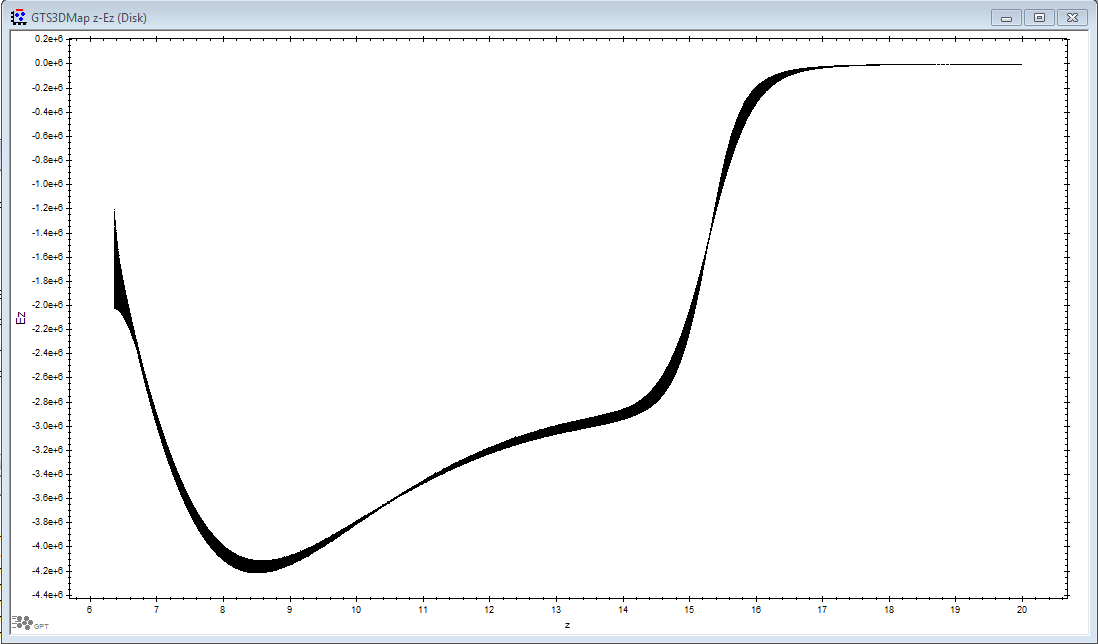 GTS3DMap z-Ez (Disk)
0.2e+6
0.0e+6
-0.2e+6
-0.4e+6
-0.6e+6
-0.8e+6
-1.0e+6
-1.2e+6
-1.4e+6
-1.6e+6
-1.8e+6
-2.0e+6
-2.2e+6
-2.4e+6
-2.6e+6
-2.8e+6
-3.0e+6
-3.2e+6
-3.4e+6
-3.6e+6
-3.8e+6
-4.0e+6
-4.2e+6
-4.4e+6
Ez
6 7 8 9 10 11 12 13 14 15 16 17 18 19 20
z
GPT